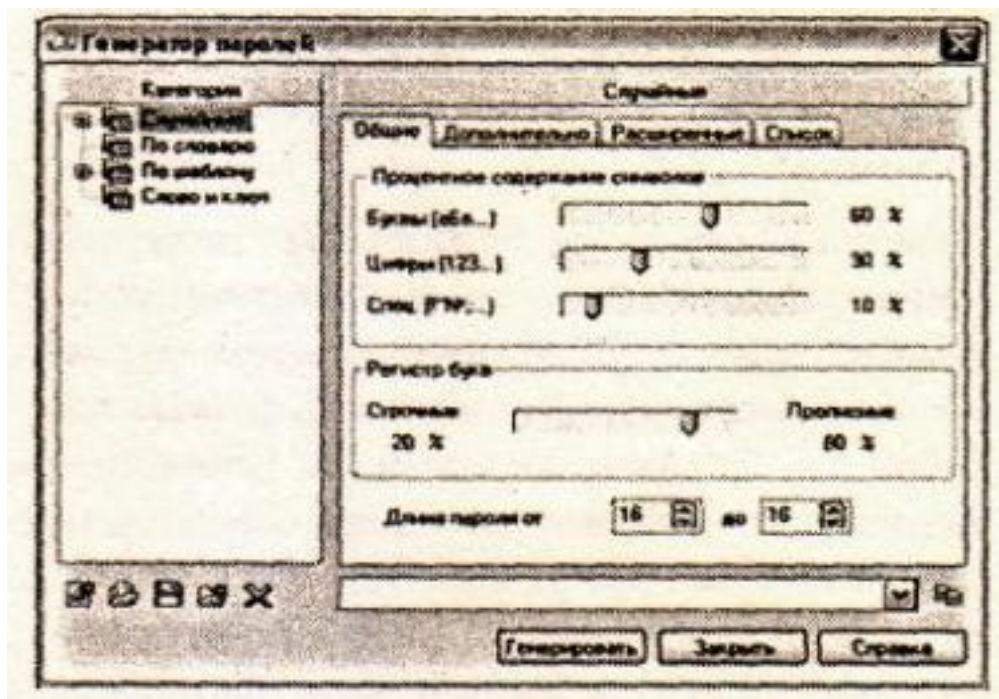 Генератор паролей
Категории
Случайные
По словарю
По шаблону
Слово и ключ
Случайные
Общие Дополнительно Расширенные Список
Процентное содержание символов
Буквы [абв...] 60 %
Цифры [123...] 30 %
Спец. 10 %
Регистр букв
Строчные Прописные
20 % 80 %
Длина пароля от 16 до 16
Генерировать Закрыть Справка